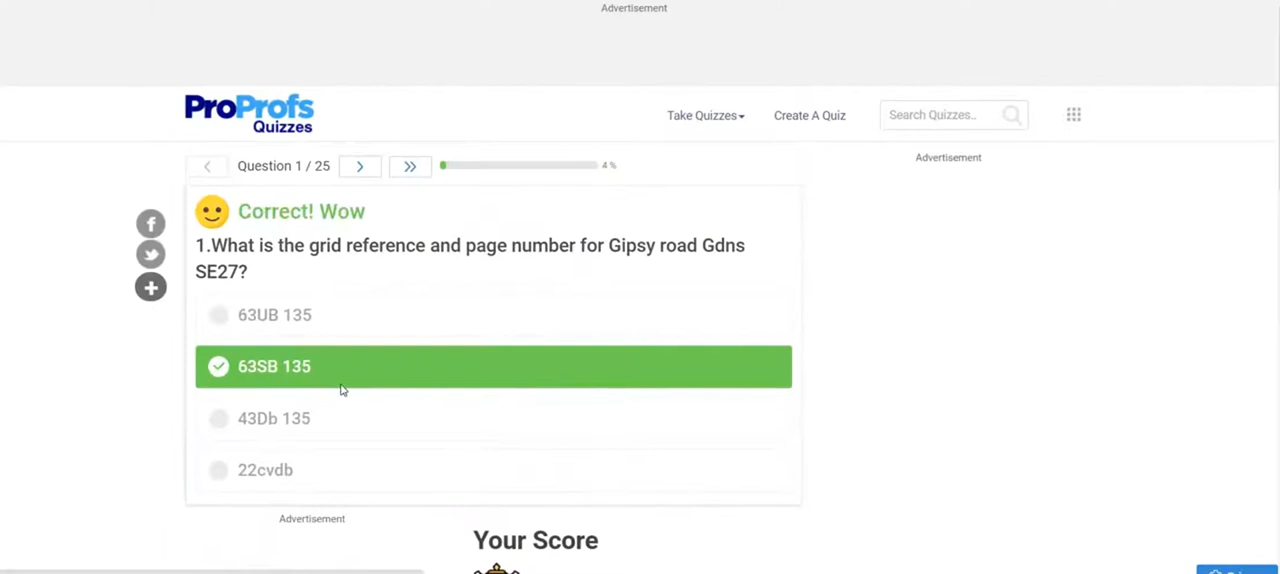 Advertisement
ProProfs
Quizzes
Take Quizzes
Create A Quiz
Search Quizzes..
Question 1 / 25
4 %
Advertisement
Correct! Wow
1.What is the grid reference and page number for Gipsy road Gdns
SE27?
63UB 135
63SB 135
43Db 135
22cvdb
Advertisement
Your Score